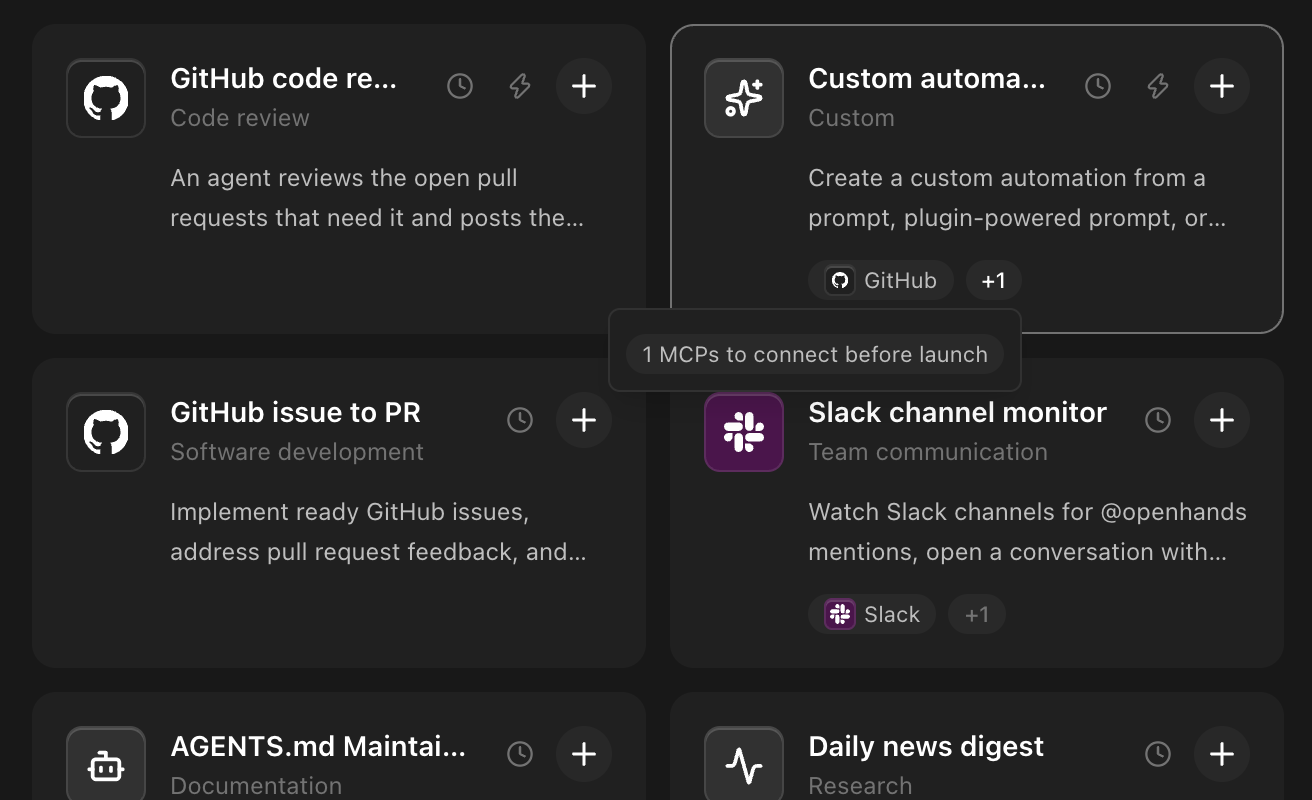 GitHub code re...
Code review
An agent reviews the open pull
requests that need it and posts the...
Custom automa...
Custom
Create a custom automation from a
prompt, plugin-powered prompt, or...
GitHub
+1
1 MCPs to connect before launch
GitHub issue to PR
Software development
Implement ready GitHub issues,
address pull request feedback, and...
Slack channel monitor
Team communication
Watch Slack channels for @openhands
mentions, open a conversation with...
Slack
+1
AGENTS.md Maintai...
Documentation
Daily news digest
Research